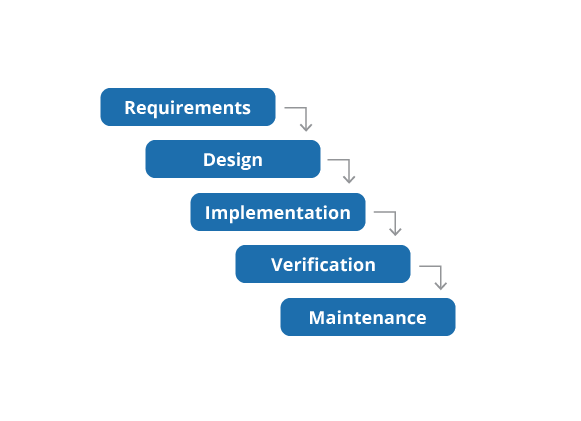 Requirements
Design
Implementation
Verification
Maintenance